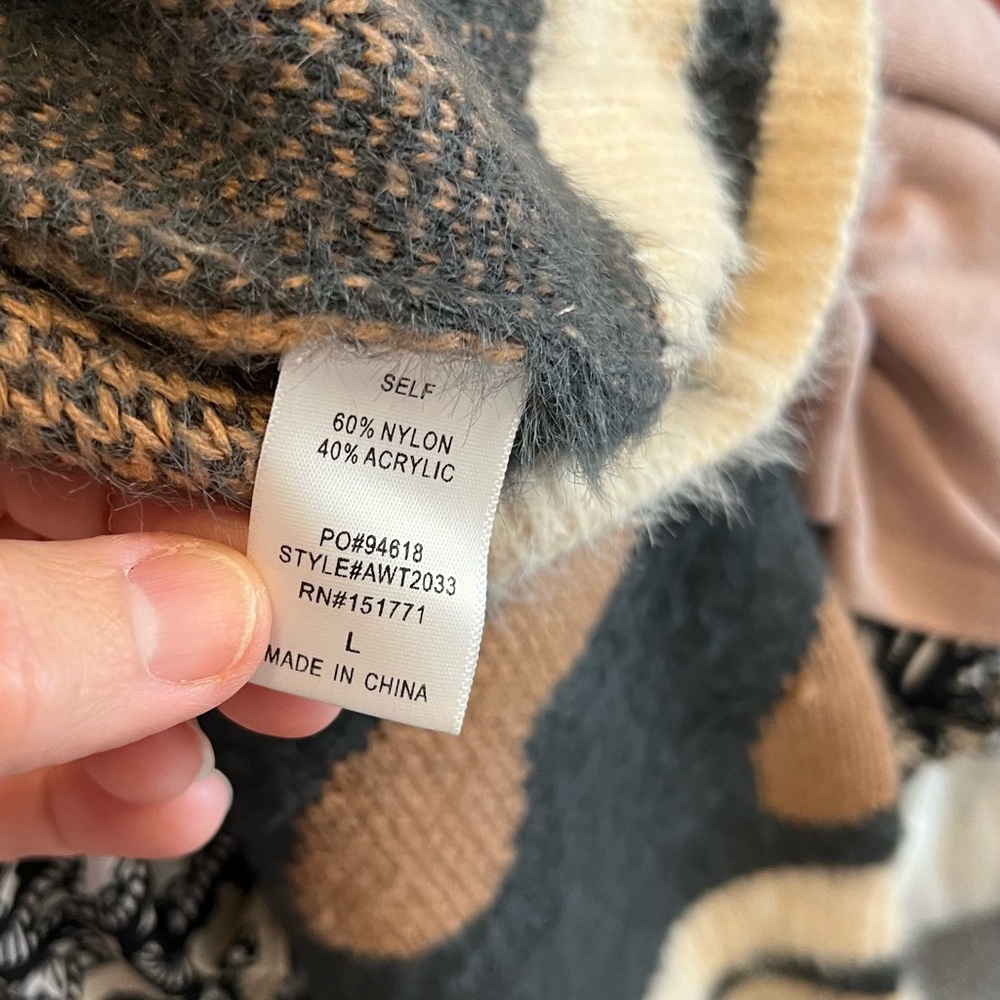 SELF
60% NYLON
40% ACRYLIC
PO#94618
STYLE#AWT2033
RN#151771
L
MADE IN CHINA